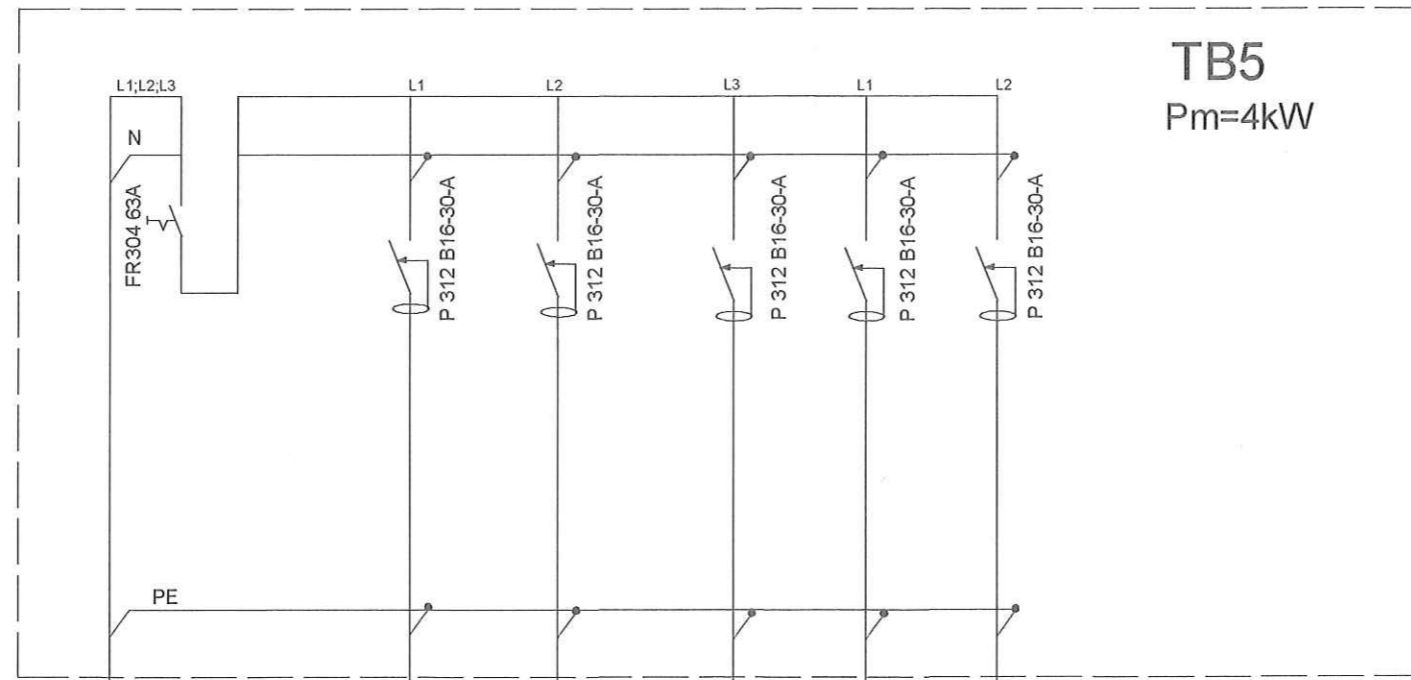 TB5
Pm=4kW
L1;L2;L3
L1
L2
L3
L1
L2
N
FR304 63A
P 312 B16-30-A
P 312 B16-30-A
P 312 B16-30-A
P 312 B16-30-A
P 312 B16-30-A
PE